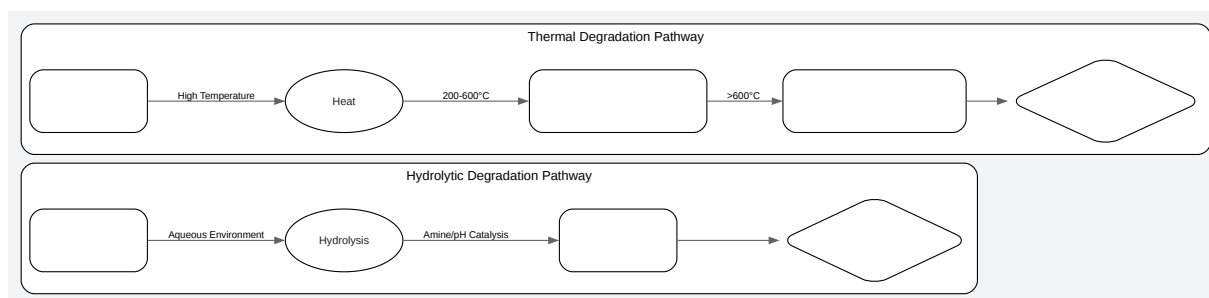 Thermal Degradation Pathway
High Temperature
Heat
200-600°C
>600°C
Hydrolytic Degradation Pathway
Aqueous Environment
Hydrolysis
Amine/pH Catalysis